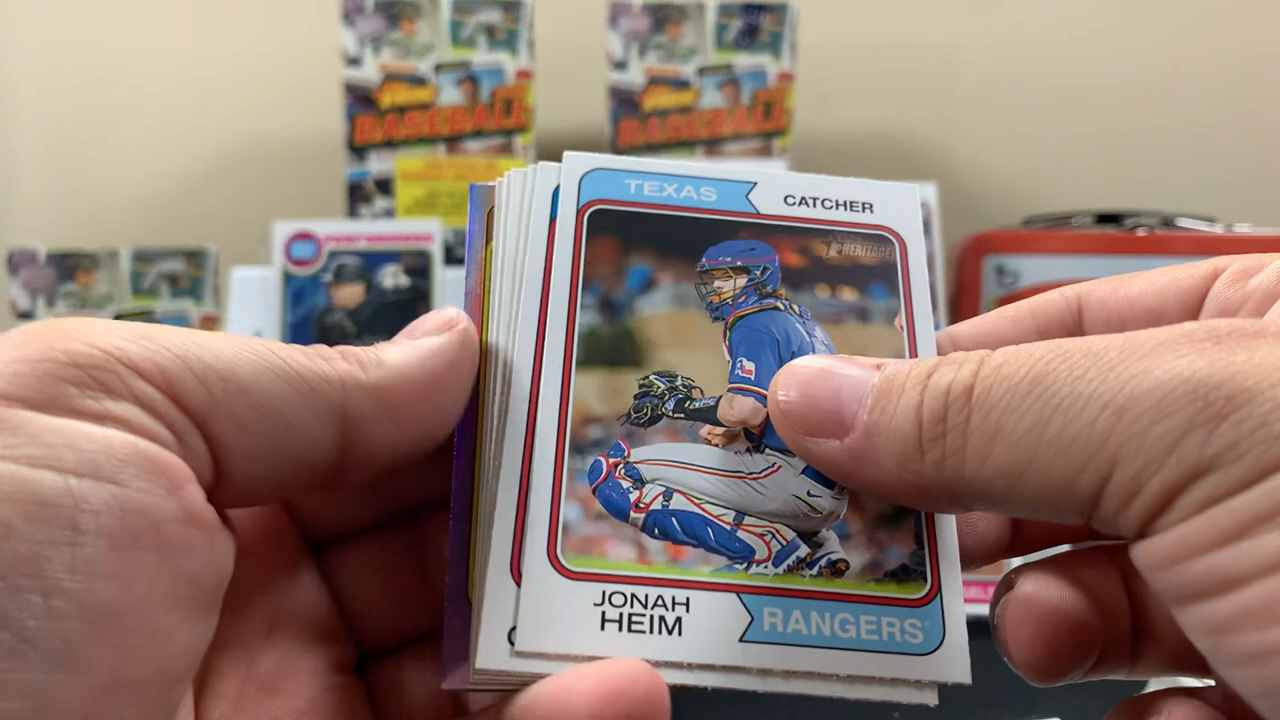 BASEBALL
BASEBALL
TEXAS
CATCHER
HERITAGE
JONAH
HEIM
RANGERS